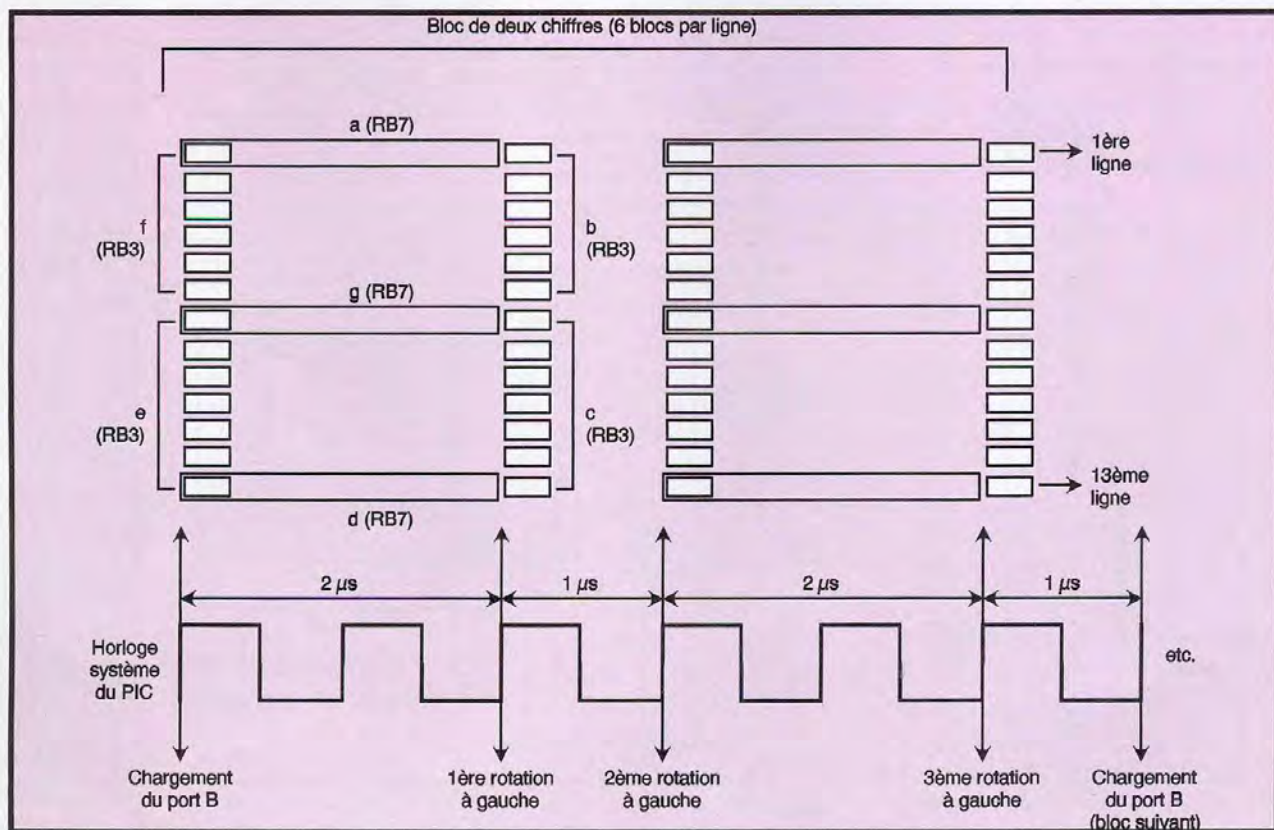 Bloc de deux chiffres (6 blocs par ligne)
a (RB7)
1ère
ligne
f
(RB3)
b
(RB3)
g (RB7)
e
(RB3)
c
(RB3)
13ème
ligne
d (RB7)
2 µs
1 µs
2 µs
1 µs
Horloge
système
du PIC
etc.
Chargement
du port B
1ère rotation
à gauche
2ème rotation
à gauche
3ème rotation
à gauche
Chargement
du port B
(bloc suivant)